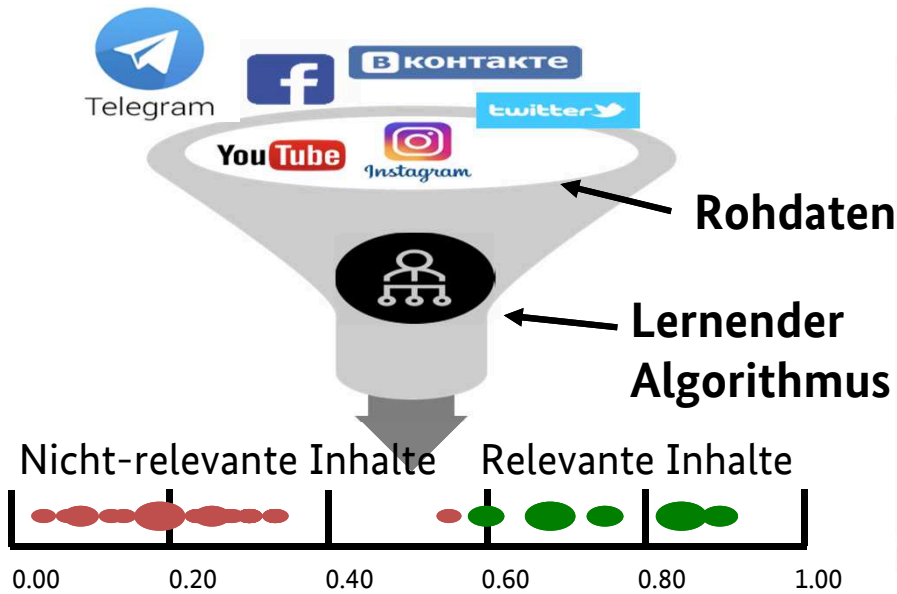 Telegram
f
В контакте
twitter
YouTube
Instagram
Rohdaten
Lernender
Algorithmus
Nicht-relevante Inhalte
Relevante Inhalte
0.00 0.20 0.40 0.60 0.80 1.00